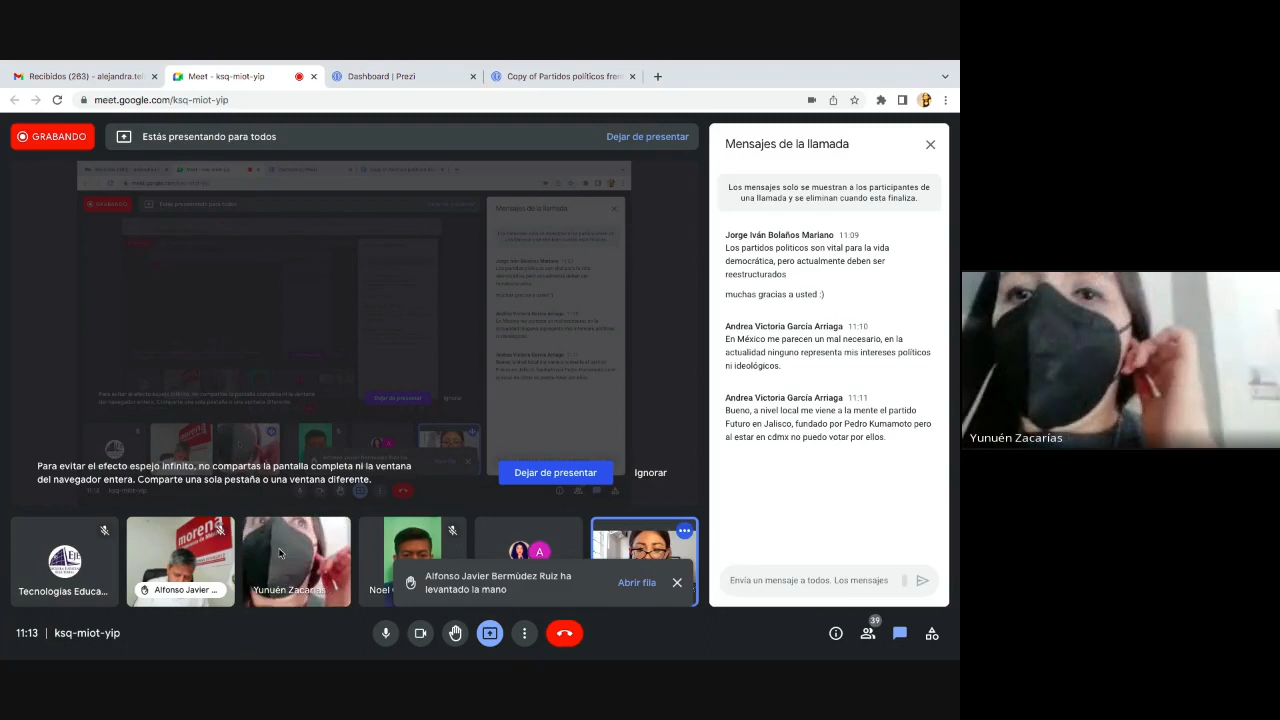 Recibidos (263) - alejandra.tel
Meet - ksq-miot-yip
Dashboard | Prezi
Copy of Partidos políticos fren
meet.google.com/ksq-miot-yip
GRABANDO
Estás presentando para todos
Dejar de presentar
Mensajes de la llamada
Los mensajes solo se muestran a los participantes de
una llamada y se eliminan cuando esta finaliza.
Jorge Iván Bolaños Mariano 11:09
Los partidos politicos son vital para la vida
democrática, pero actualmente deben ser
reestructurados
muchas gracias a usted :)
Andrea Victoria García Arriaga 11:10
En México me parecen un mal necesario, en la
actualidad ninguno representa mis intereses políticos
ni ideológicos.
Andrea Victoria García Arriaga 11:11
Bueno, a nivel local me viene a la mente el partido
Futuro en Jalisco, fundado por Pedro Kumamoto pero
al estar en cdmx no puedo votar por ellos.
Para evitar el efecto espejo infinito, no compartas la pantalla completa ni la ventana
del navegador entera. Comparte una sola pestaña o una ventana diferente.
Dejar de presentar
Ignorar
EJE
Tecnologías Educa...
morena
Alfonso Javier ...
Yunuén Zacarías
Noel
A
Alfonso Javier Bermùdez Ruiz ha
levantado la mano
Abrir fila
Envía un mensaje a todos. Los mensajes
11:13 | ksq-miot-yip
39
Yunuén Zacarías